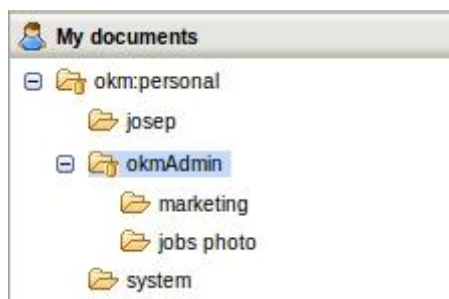 My documents
okm:personal
josep
okmAdmin
marketing
jobs photo
system